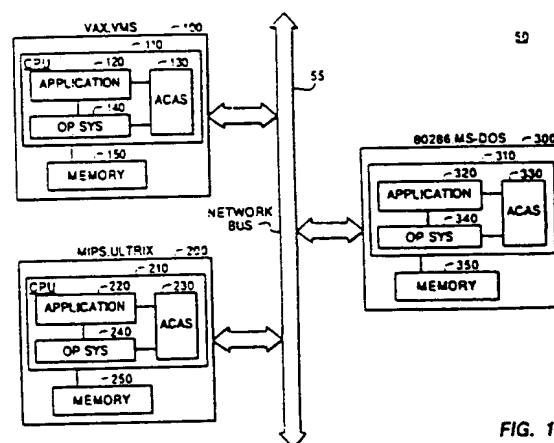 VAX.VMS 100
110
CPU 120 130
APPLICATION
ACAS
140
OP SYS
150
MEMORY
50
55
80286 MS-DOS 300
310
320 330
APPLICATION
ACAS
340
OP SYS
350
MEMORY
NETWORK
BUS
MIPS.ULTRIX 200
210
CPU 220 230
APPLICATION
ACAS
240
OP SYS
250
MEMORY
FIG. 1